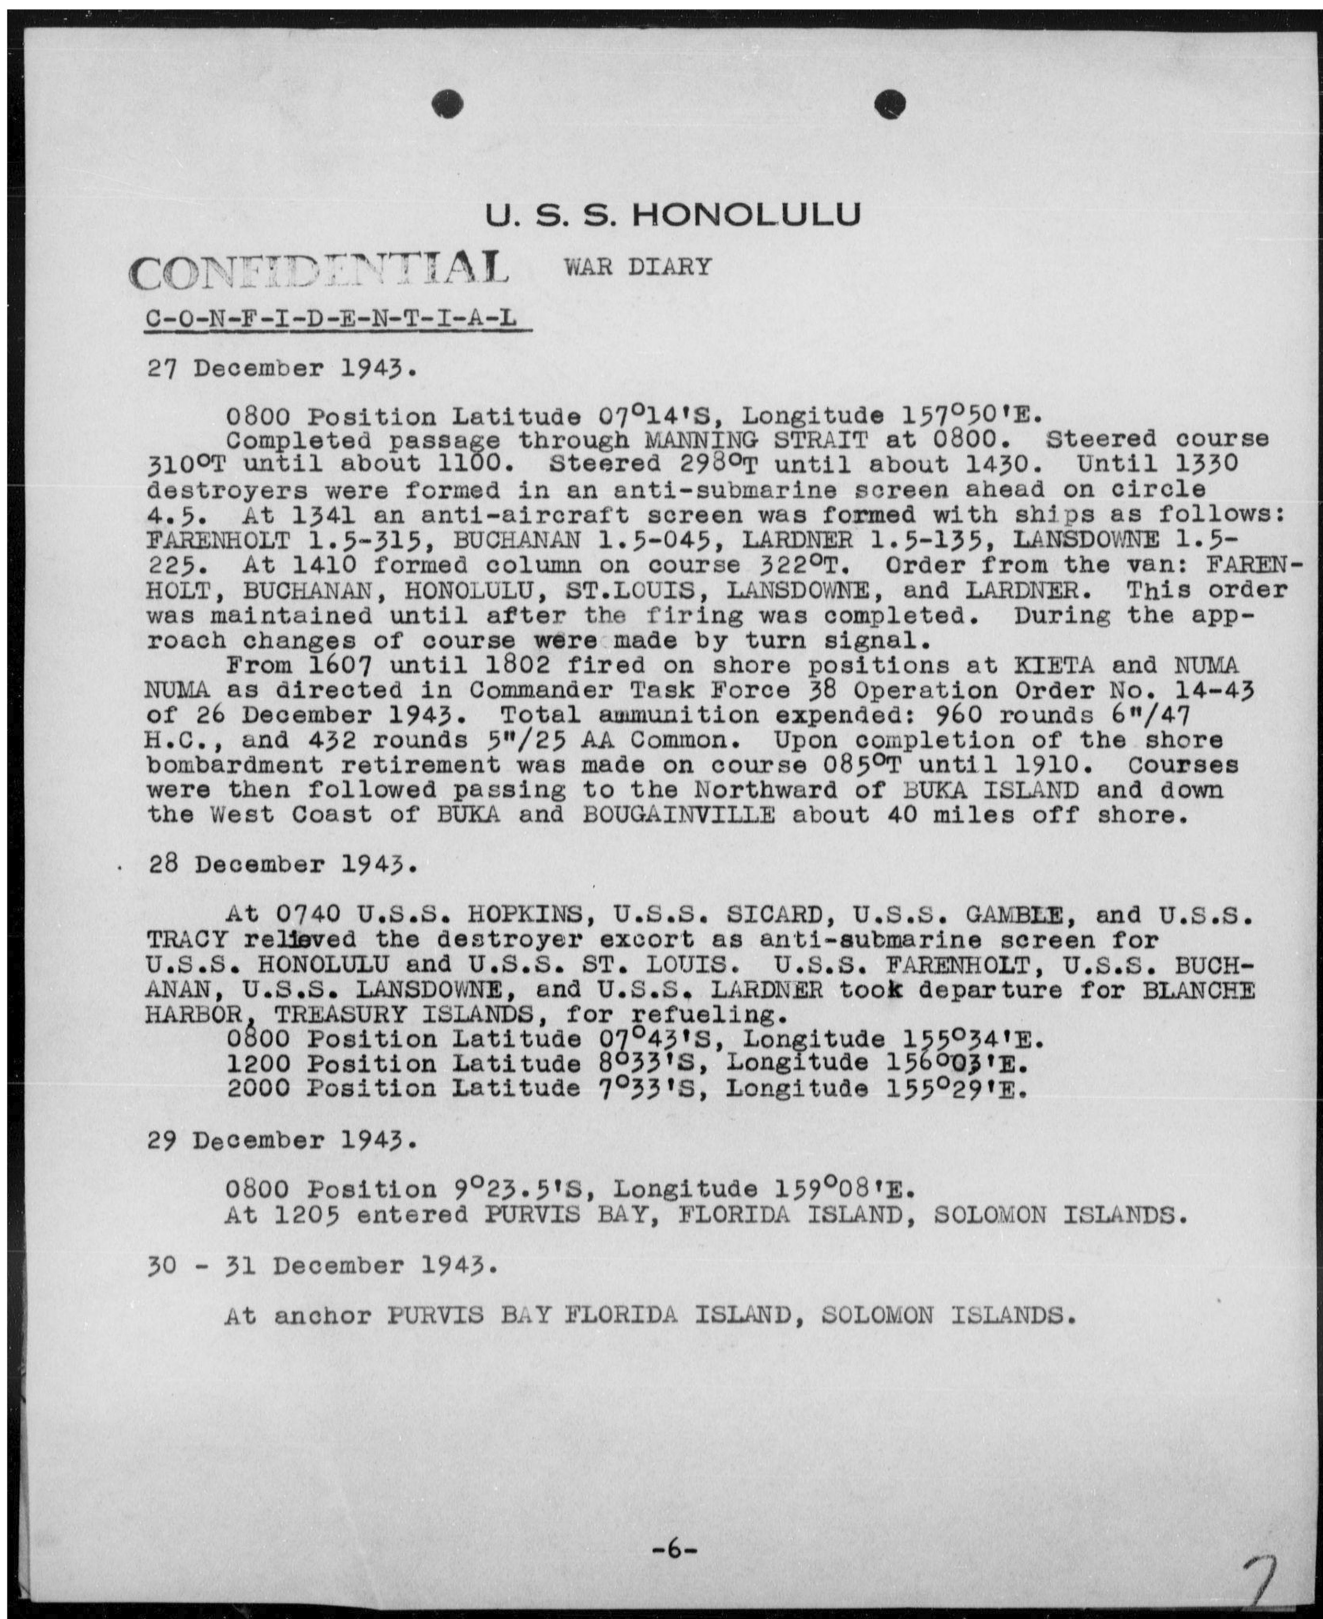 U. S. S. HONOLULU
CONFIDENTIAL WAR DIARY
C-O-N-F-I-D-E-N-T-I-A-L
27 December 1943.
0800 Position Latitude 07°14'S, Longitude 157°50'E.
Completed passage through MANNING STRAIT at 0800. Steered course
310°T until about 1100. Steered 298°T until about 1430. Until 1330
destroyers were formed in an anti-submarine screen ahead on circle
4.5. At 1341 an anti-aircraft screen was formed with ships as follows:
FARENHOLT 1.5-315, BUCHANAN 1.5-045, LARDNER 1.5-135, LANSDOWNE 1.5-
225. At 1410 formed column on course 322°T. Order from the van: FAREN-
HOLT, BUCHANAN, HONOLULU, ST.LOUIS, LANSDOWNE, and LARDNER. This order
was maintained until after the firing was completed. During the app-
roach changes of course were made by turn signal.
From 1607 until 1802 fired on shore positions at KIETA and NUMA
NUMA as directed in Commander Task Force 38 Operation Order No. 14-43
of 26 December 1943. Total ammunition expended: 960 rounds 6"/47
H.C., and 432 rounds 5"/25 AA Common. Upon completion of the shore
bombardment retirement was made on course 085°T until 1910. Courses
were then followed passing to the Northward of BUKA ISLAND and down
the West Coast of BUKA and BOUGAINVILLE about 40 miles off shore.
28 December 1943.
At 0740 U.S.S. HOPKINS, U.S.S. SICARD, U.S.S. GAMBLE, and U.S.S.
TRACY relieved the destroyer excort as anti-submarine screen for
U.S.S. HONOLULU and U.S.S. ST. LOUIS. U.S.S. FARENHOLT, U.S.S. BUCH-
ANAN, U.S.S. LANSDOWNE, and U.S.S. LARDNER took departure for BLANCHE
HARBOR, TREASURY ISLANDS, for refueling.
0800 Position Latitude 07°43'S, Longitude 155°34'E.
1200 Position Latitude 8°33'S, Longitude 156°03'E.
2000 Position Latitude 7°33'S, Longitude 155°29'E.
29 December 1943.
0800 Position 9°23.5'S, Longitude 159°08'E.
At 1205 entered PURVIS BAY, FLORIDA ISLAND, SOLOMON ISLANDS.
30 - 31 December 1943.
At anchor PURVIS BAY FLORIDA ISLAND, SOLOMON ISLANDS.
-6-
7